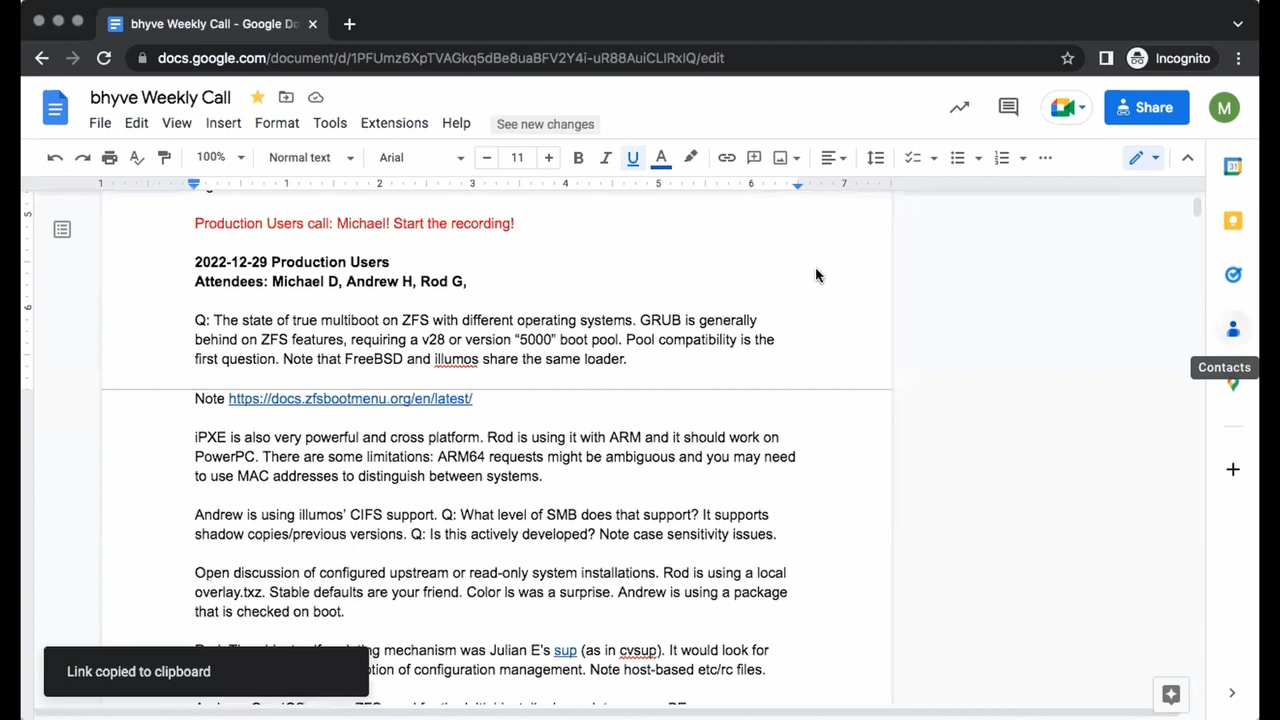 bhyve Weekly Call - Google Do
docs.google.com/document/d/1PFUmz6XpTVAGkq5dBe8uaBFV2Y4i-uR88AuiCLlRxIQ/edit
Incognito
bhyve Weekly Call
Share
M
File Edit View Insert Format Tools Extensions Help See new changes
100% Normal text Arial 11 B I U A
1 1 2 3 4 5 6 7
Production Users call: Michael! Start the recording!
2022-12-29 Production Users
Attendees: Michael D, Andrew H, Rod G,
Q: The state of true multiboot on ZFS with different operating systems. GRUB is generally
behind on ZFS features, requiring a v28 or version “5000” boot pool. Pool compatibility is the
first question. Note that FreeBSD and illumos share the same loader.
Contacts
Note https://docs.zfsbootmenu.org/en/latest/
iPXE is also very powerful and cross platform. Rod is using it with ARM and it should work on
PowerPC. There are some limitations: ARM64 requests might be ambiguous and you may need
to use MAC addresses to distinguish between systems.
Andrew is using illumos’ CIFS support. Q: What level of SMB does that support? It supports
shadow copies/previous versions. Q: Is this actively developed? Note case sensitivity issues.
Open discussion of configured upstream or read-only system installations. Rod is using a local
overlay.txz. Stable defaults are your friend. Color ls was a surprise. Andrew is using a package
that is checked on boot.
mechanism was Julian E’s sup (as in cvsup). It would look for
of configuration management. Note host-based etc/rc files.
Link copied to clipboard